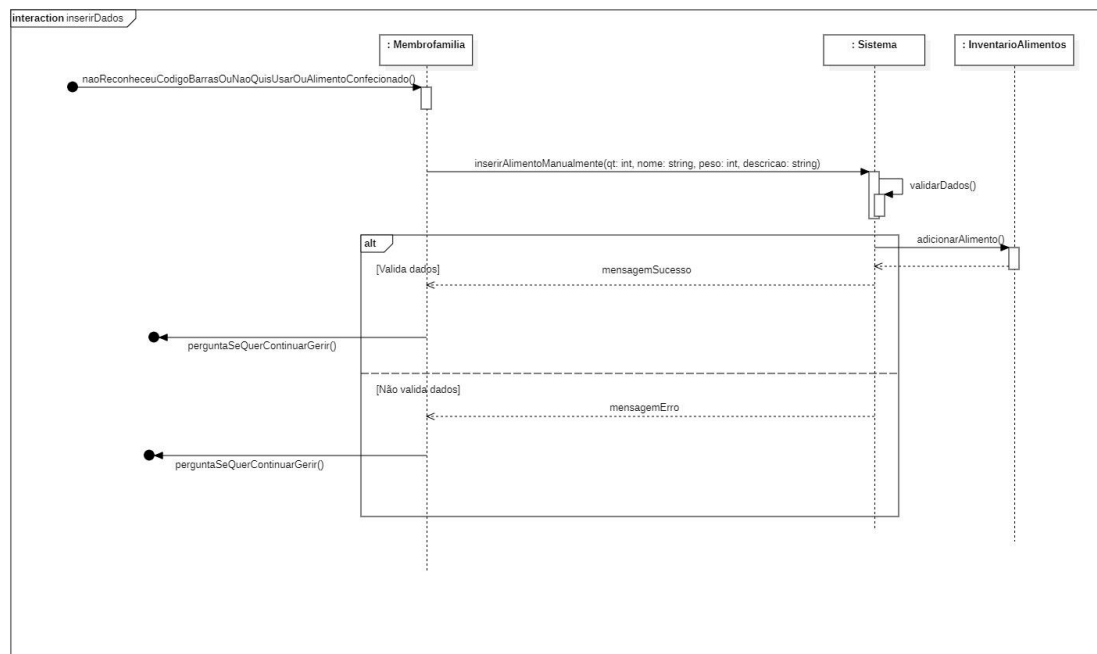 interaction inserirDados
: Membrofamilia
: Sistema
: InventarioAlimentos
naoReconheceuCodigoBarrasOuNaoQuisUsarOuAlimentoConfecionado()
inserirAlimentoManualmente(qt: int, nome: string, peso: int, descricao: string)
validarDados()
alt
adicionarAlimento()
[Valida dados]
mensagemSucesso
perguntaSeQuerContinuarGerir()
[Não valida dados]
mensagemErro
perguntaSeQuerContinuarGerir()